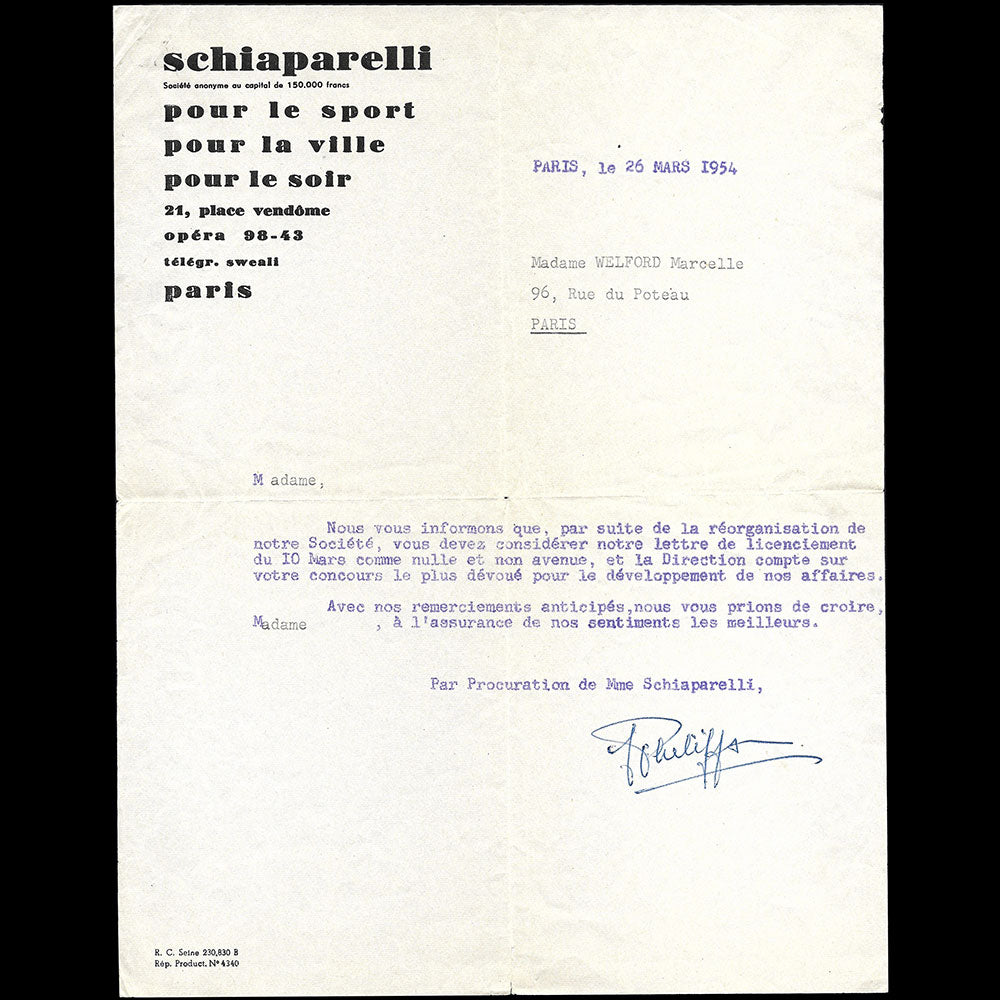 schiaparelli
Société anonyme au capital de 150.000 francs
pour le sport
pour la ville
pour le soir
21, place vendôme
opéra 98-43
télégr. sweali
paris
PARIS, le 26 MARS I954
Madame WELFORD Marcelle
96, Rue du Poteau
PARIS
M adame,
Nous vous informons que, par suite de la réorganisation de
notre Société, vous devez considérer notre lettre de licenciement
du IO Mars comme nulle et non avenue, et la Direction compte sur
votre concours le plus dévoué pour le développement de nos affaires.
Avec nos remerciements anticipés,nous vous prions de croire,
Madame , à l'assurance de nos sentiments les meilleurs.
Par Procuration de Mme Schiaparelli,
R. C. Seine 230,830 B
Rép. Product. N° 4340